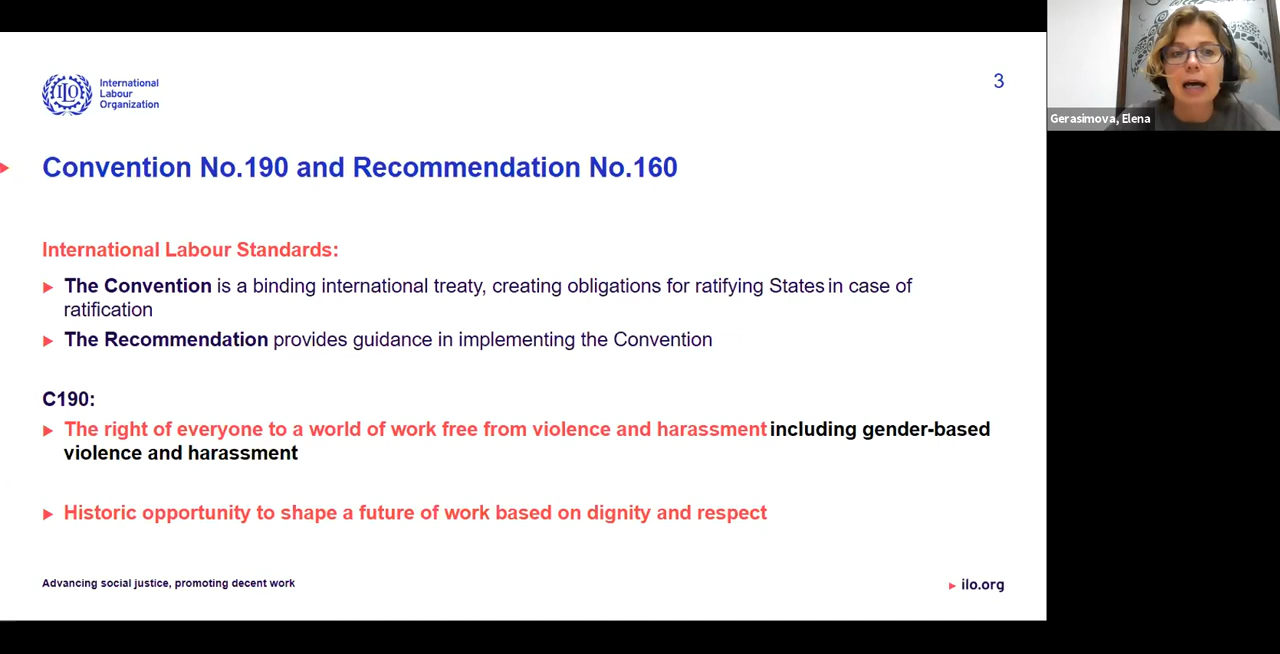 International
Labour
Organization
3
Gerasimova, Elena
Convention No.190 and Recommendation No.160
International Labour Standards:
The Convention is a binding international treaty, creating obligations for ratifying States in case of
ratification
The Recommendation provides guidance in implementing the Convention
C190:
The right of everyone to a world of work free from violence and harassment including gender-based
violence and harassment
Historic opportunity to shape a future of work based on dignity and respect
Advancing social justice, promoting decent work
ilo.org